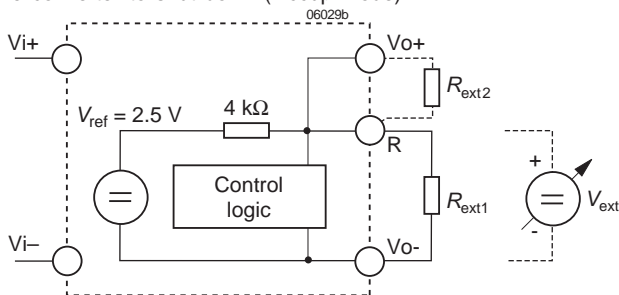 06029b
Vi+
Vo+
Rext2
Vref = 2.5 V
4 kΩ
R
+
Control
logic
Rext1
Vext
-
Vi–
Vo-